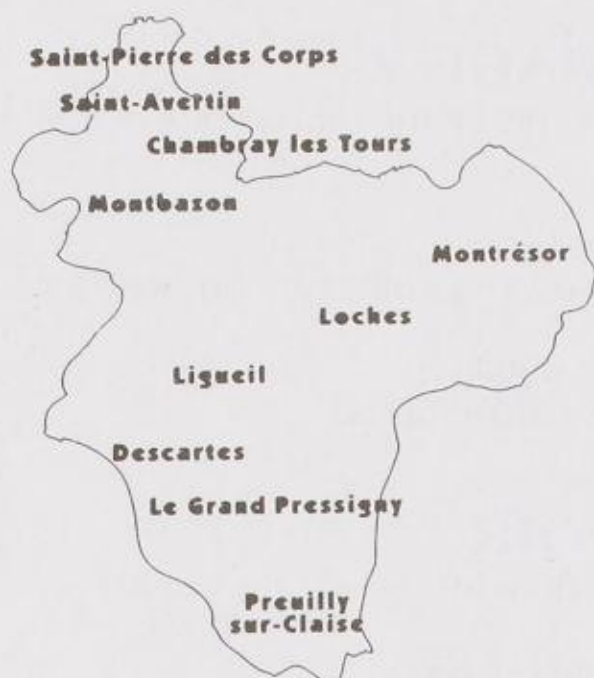 Saint-Pierre des Corps
Saint-Avertin
Chambray les Tours
Montbazon
Montrésor
Loches
Ligueil
Descartes
Le Grand Pressigny
Preuilly
sur-Claise